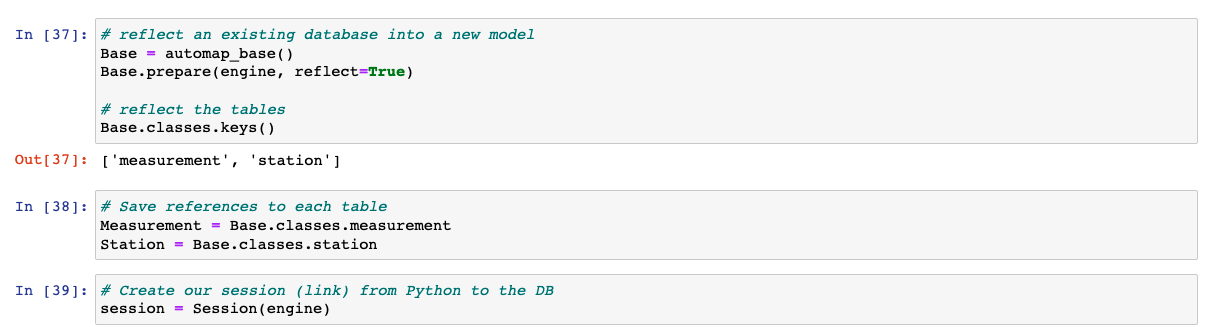 In [37]: # reflect an existing database into a new model
Base = automap_base()
Base.prepare(engine, reflect=True)
# reflect the tables
Base.classes.keys()
Out[37]: ['measurement', 'station']
In [38]: # Save references to each table
Measurement = Base.classes.measurement
Station = Base.classes.station
In [39]: # Create our session (link) from Python to the DB
session = Session(engine)